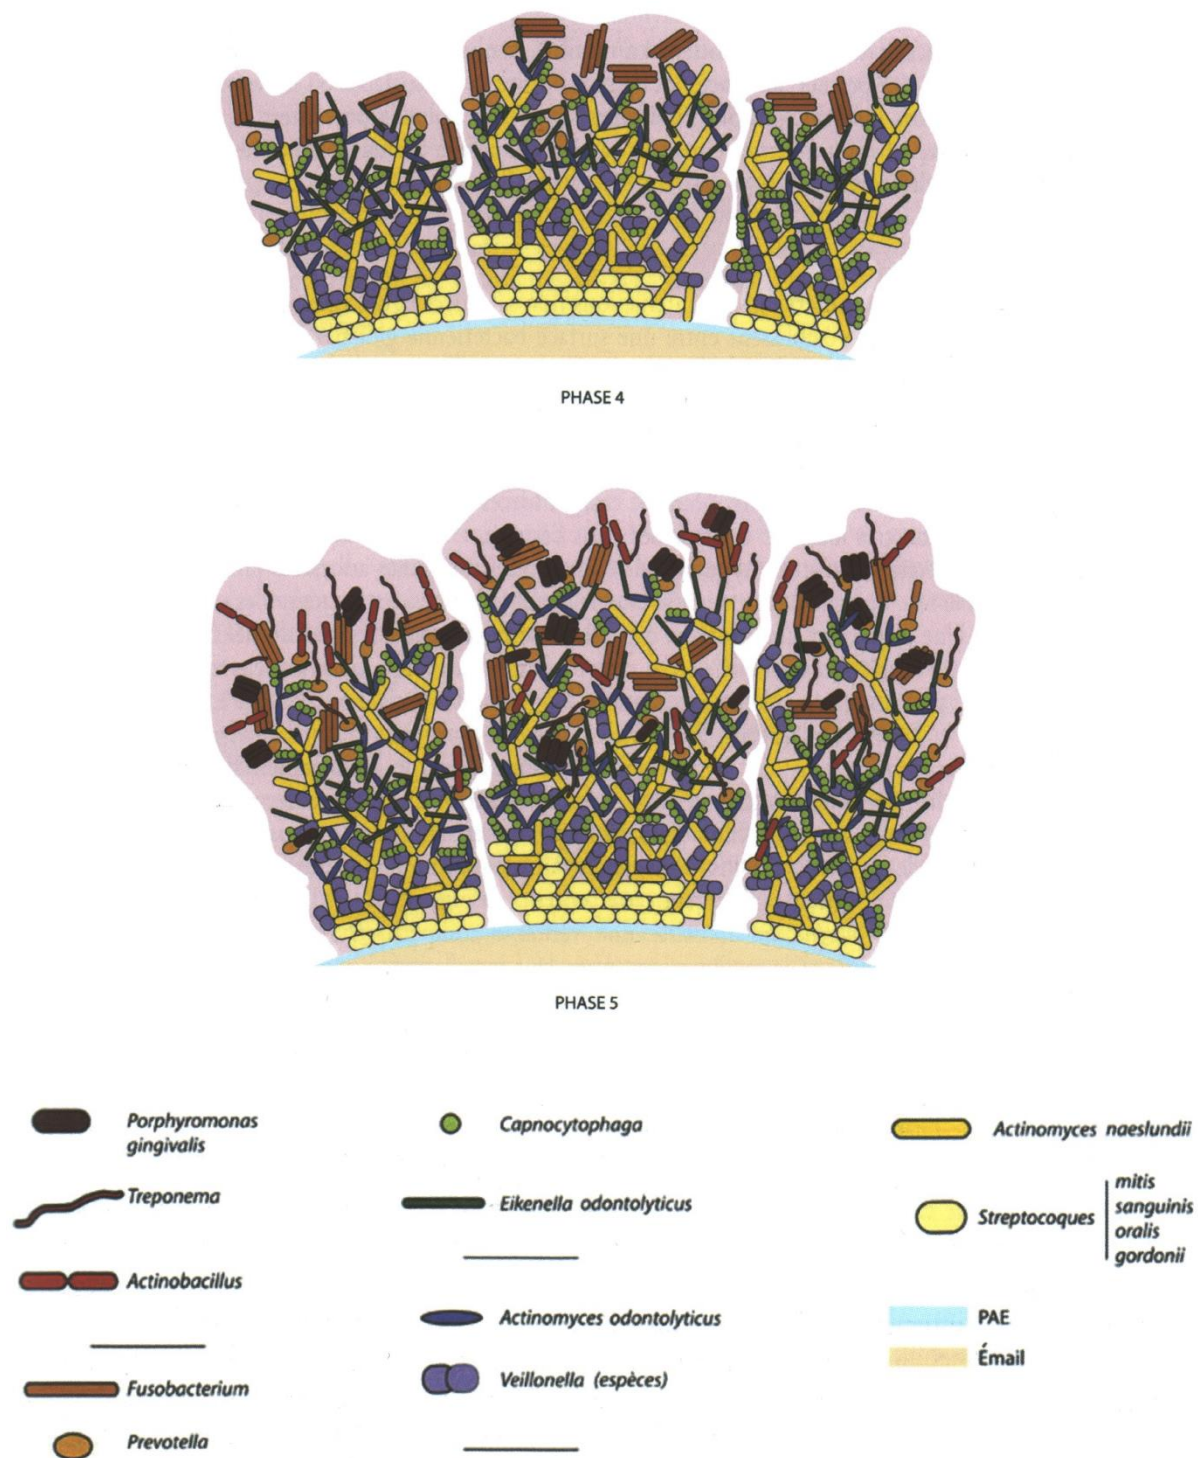 PHASE 4
PHASE 5
Porphyromonas
gingivalis
Treponema
Actinobacillus
Fusobacterium
Prevotella
Capnocytophaga
Eikenella odontolyticus
Actinomyces odontolyticus
Veillonella (espèces)
Actinomyces naeslundii
Streptocoques
mitis
sanguinis
oralis
gordonii
PAE
Émail